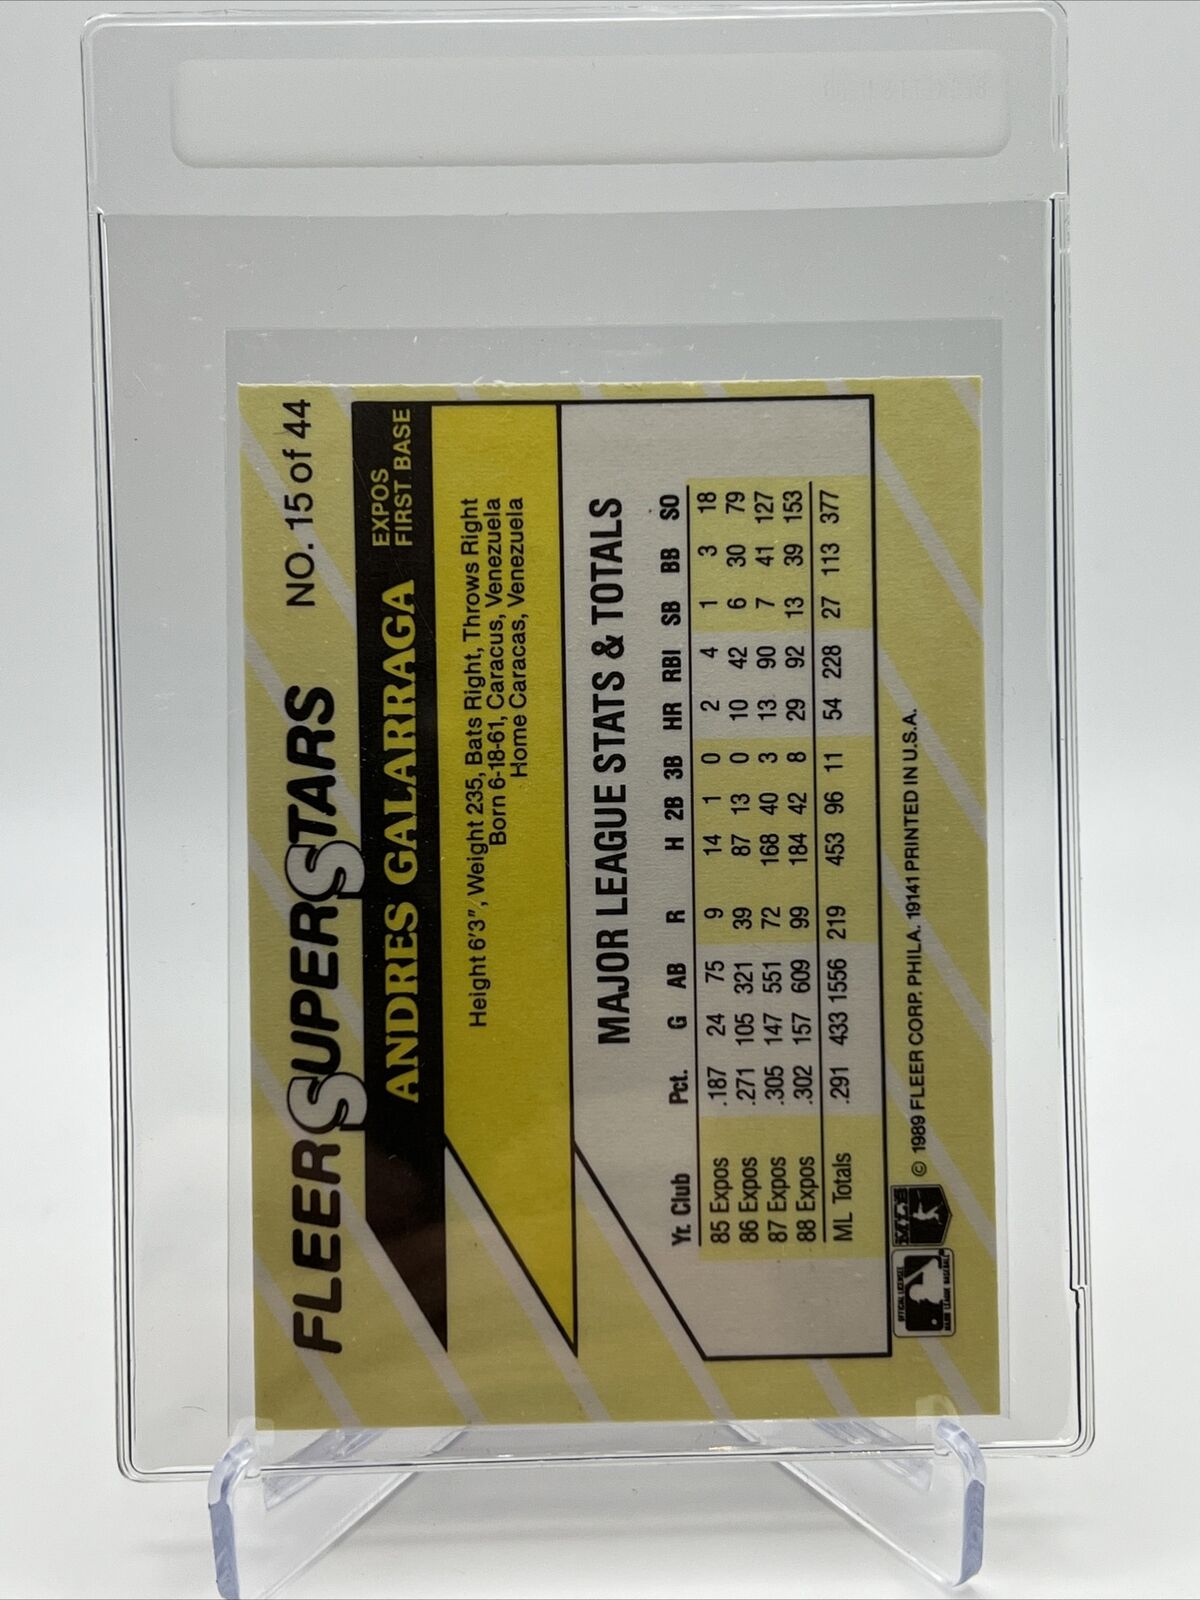 FLEER SUPERSTARS NO. 15 of 44
ANDRES GALARRAGA EXPOS
FIRST BASE
Height 6'3", Weight 235, Bats Right, Throws Right
Born 6-18-61, Caracus, Venezuela
Home Caracas, Venezuela
MAJOR LEAGUE STATS & TOTALS
Yr. Club Pct. G AB R H 2B 3B HR RBI SB BB SO
85 Expos .187 24 75 9 14 1 0 2 4 1 3 18
86 Expos .271 105 321 39 87 13 0 10 42 6 30 79
87 Expos .305 147 551 72 168 40 3 13 90 7 41 127
88 Expos .302 157 609 99 184 42 8 29 92 13 39 153
ML Totals .291 433 1556 219 453 96 11 54 228 27 113 377
© 1989 FLEER CORP. PHILA. 19141 PRINTED IN U.S.A.
OFFICIAL LICENSEE
MAJOR LEAGUE BASEBALL